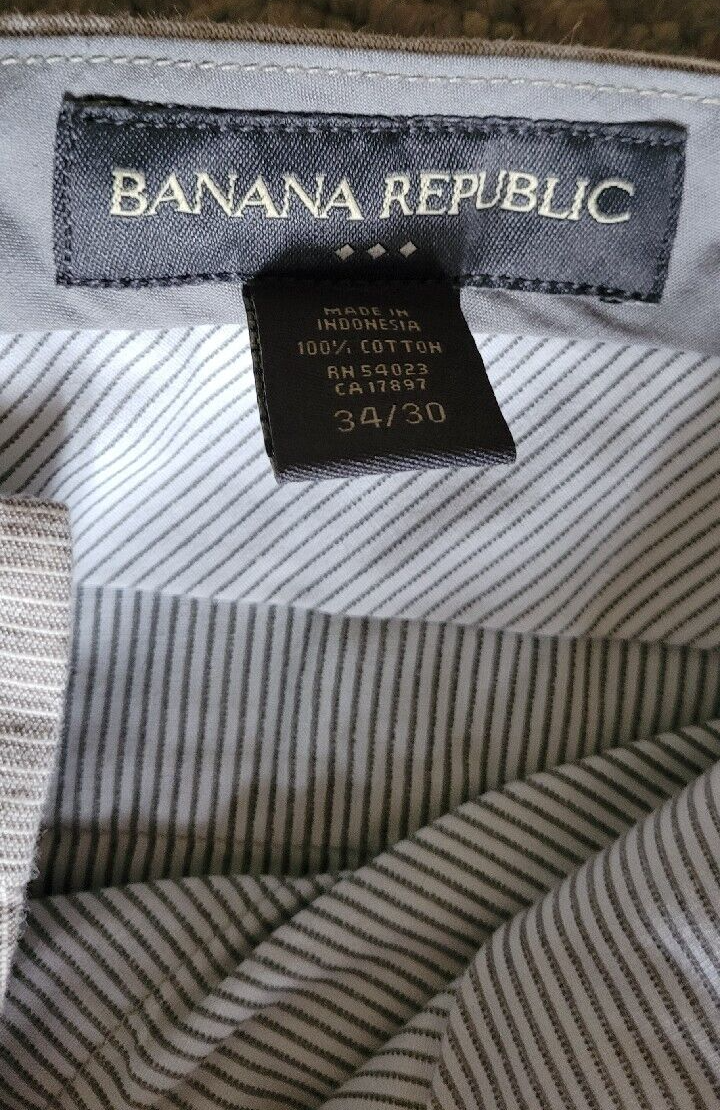 BANANA REPUBLIC
MADE IN
INDONESIA
100% COTTON
RN 54023
CA 17897
34/30